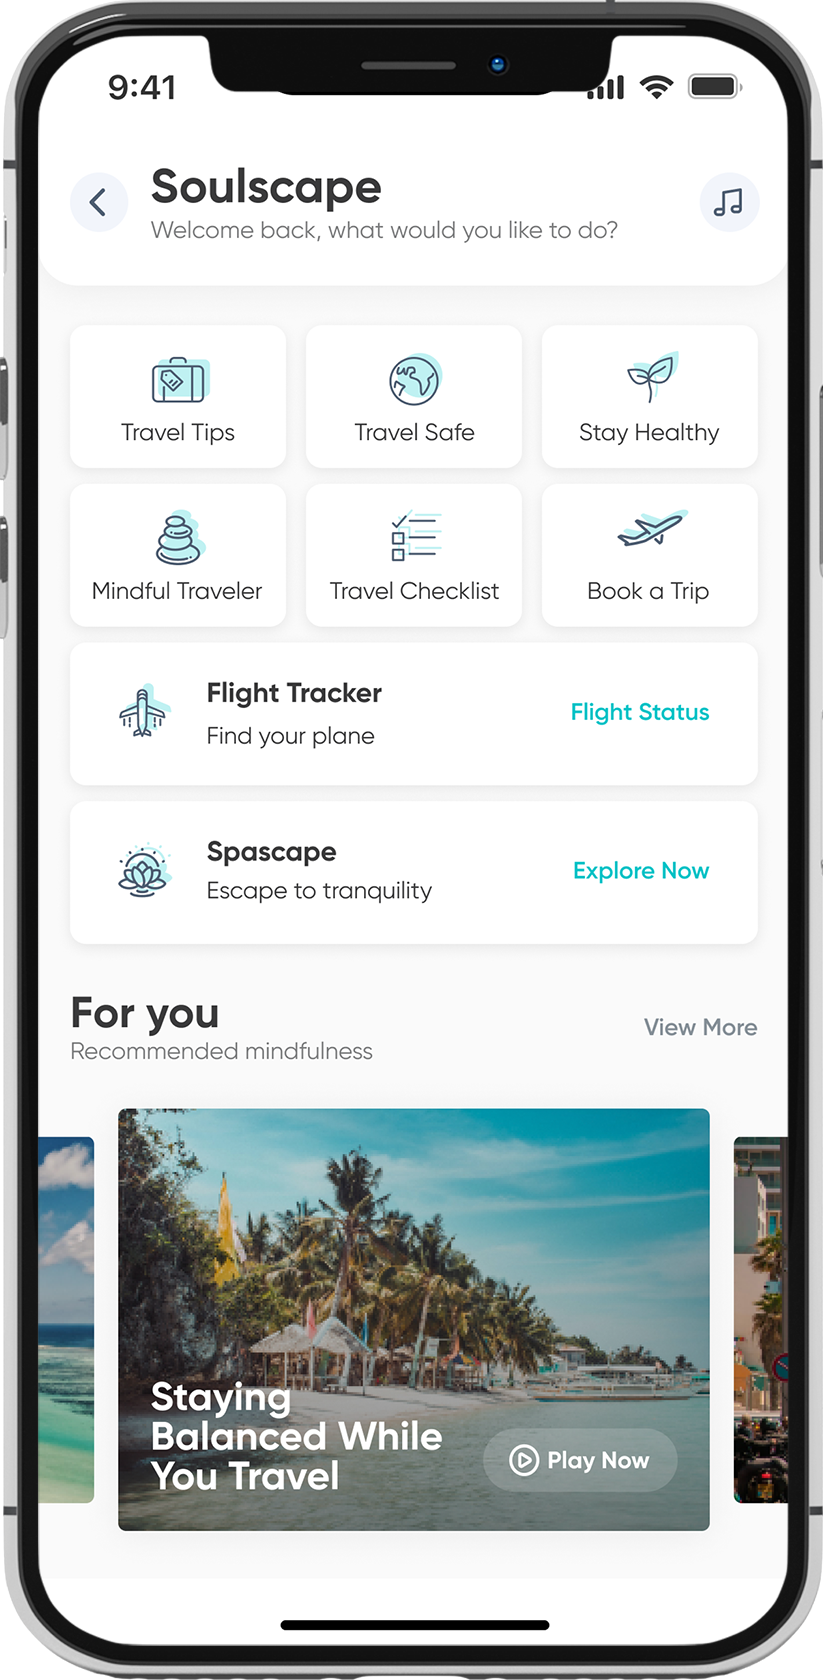 9:41
Soulscape
Welcome back, what would you like to do?
Travel Tips
Travel Safe
Stay Healthy
Mindful Traveler
Travel Checklist
Book a Trip
Flight Tracker
Find your plane
Flight Status
Spascape
Escape to tranquility
Explore Now
For you
Recommended mindfulness
View More
Staying
Balanced While
You Travel
Play Now